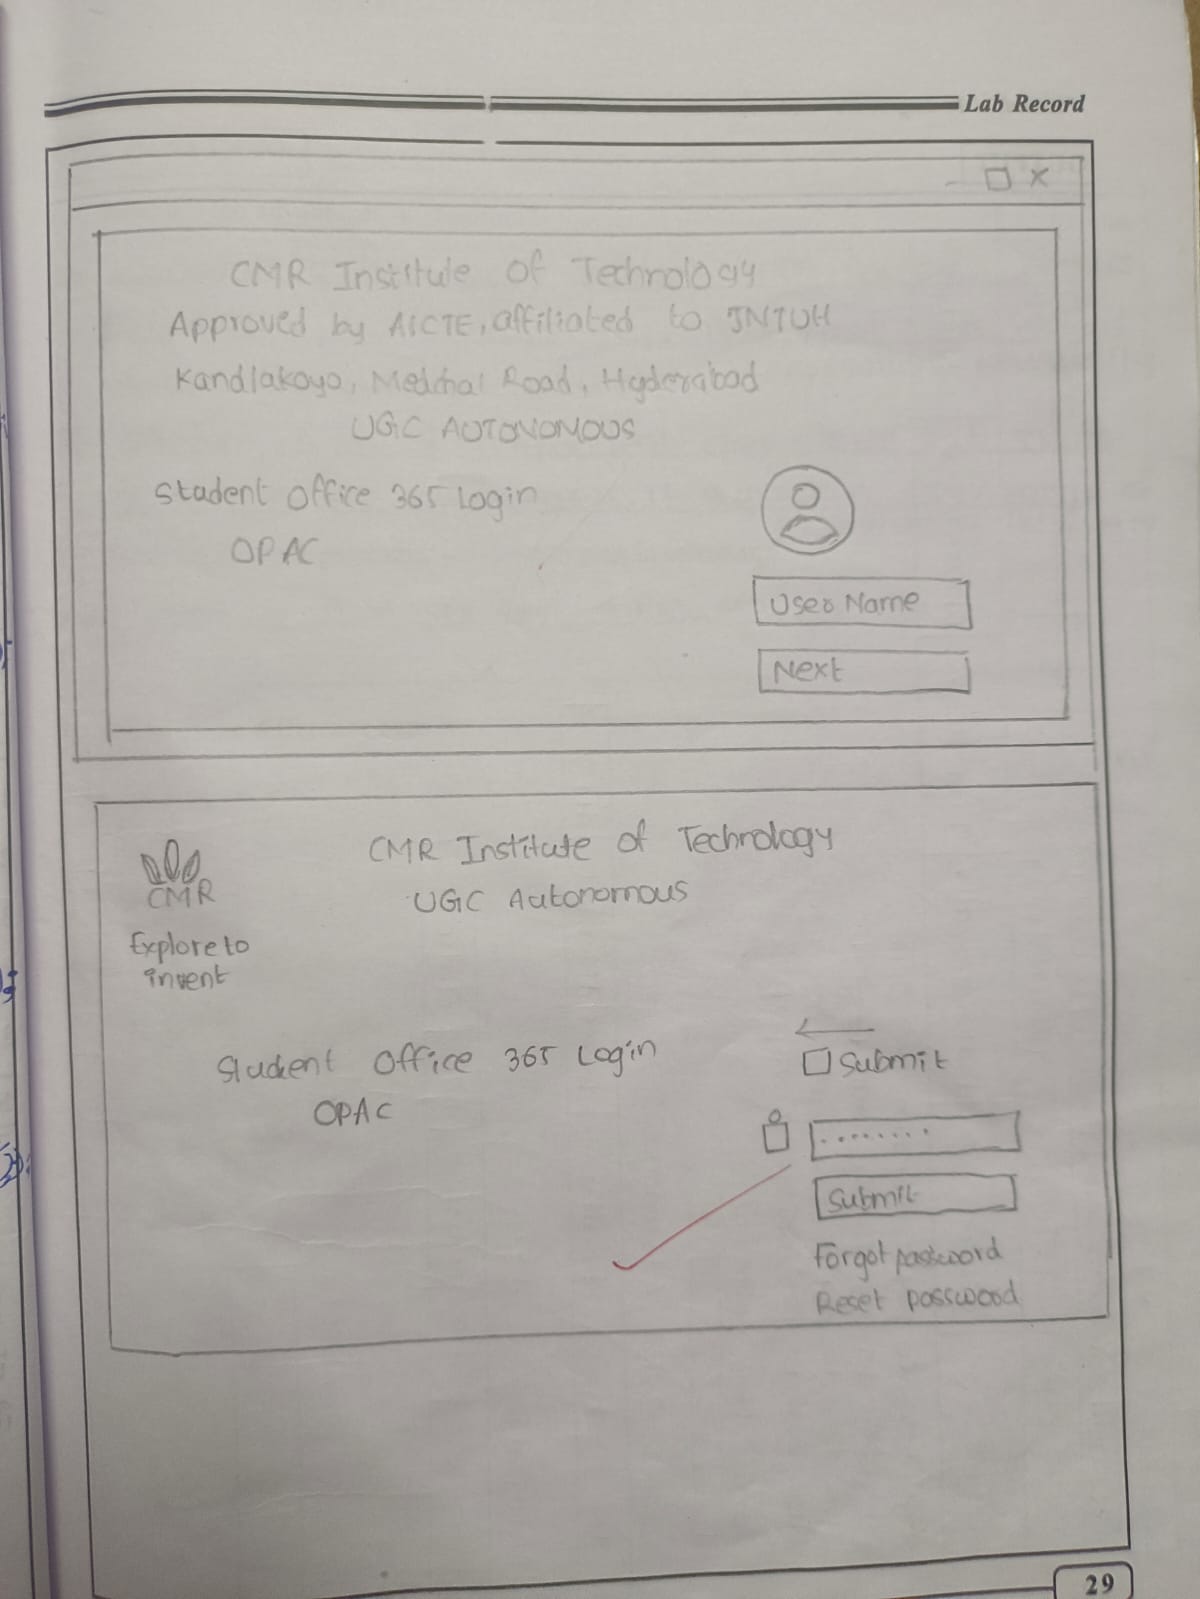 Lab Record
CMR Institute of Technology
Approved by AICTE, affiliated to JNTUH
Kandlakoyo, Medchal Road, Hyderabad
UGC AUTONOMOUS
Student Office 365 Login
OPAC
User Name
Next
CMR Institute of Technology
UGC Autonomous
CMR
Explore to
invent
Student Office 365 Login
OPAC
Submit
Submit
Forgot password
Reset password
29